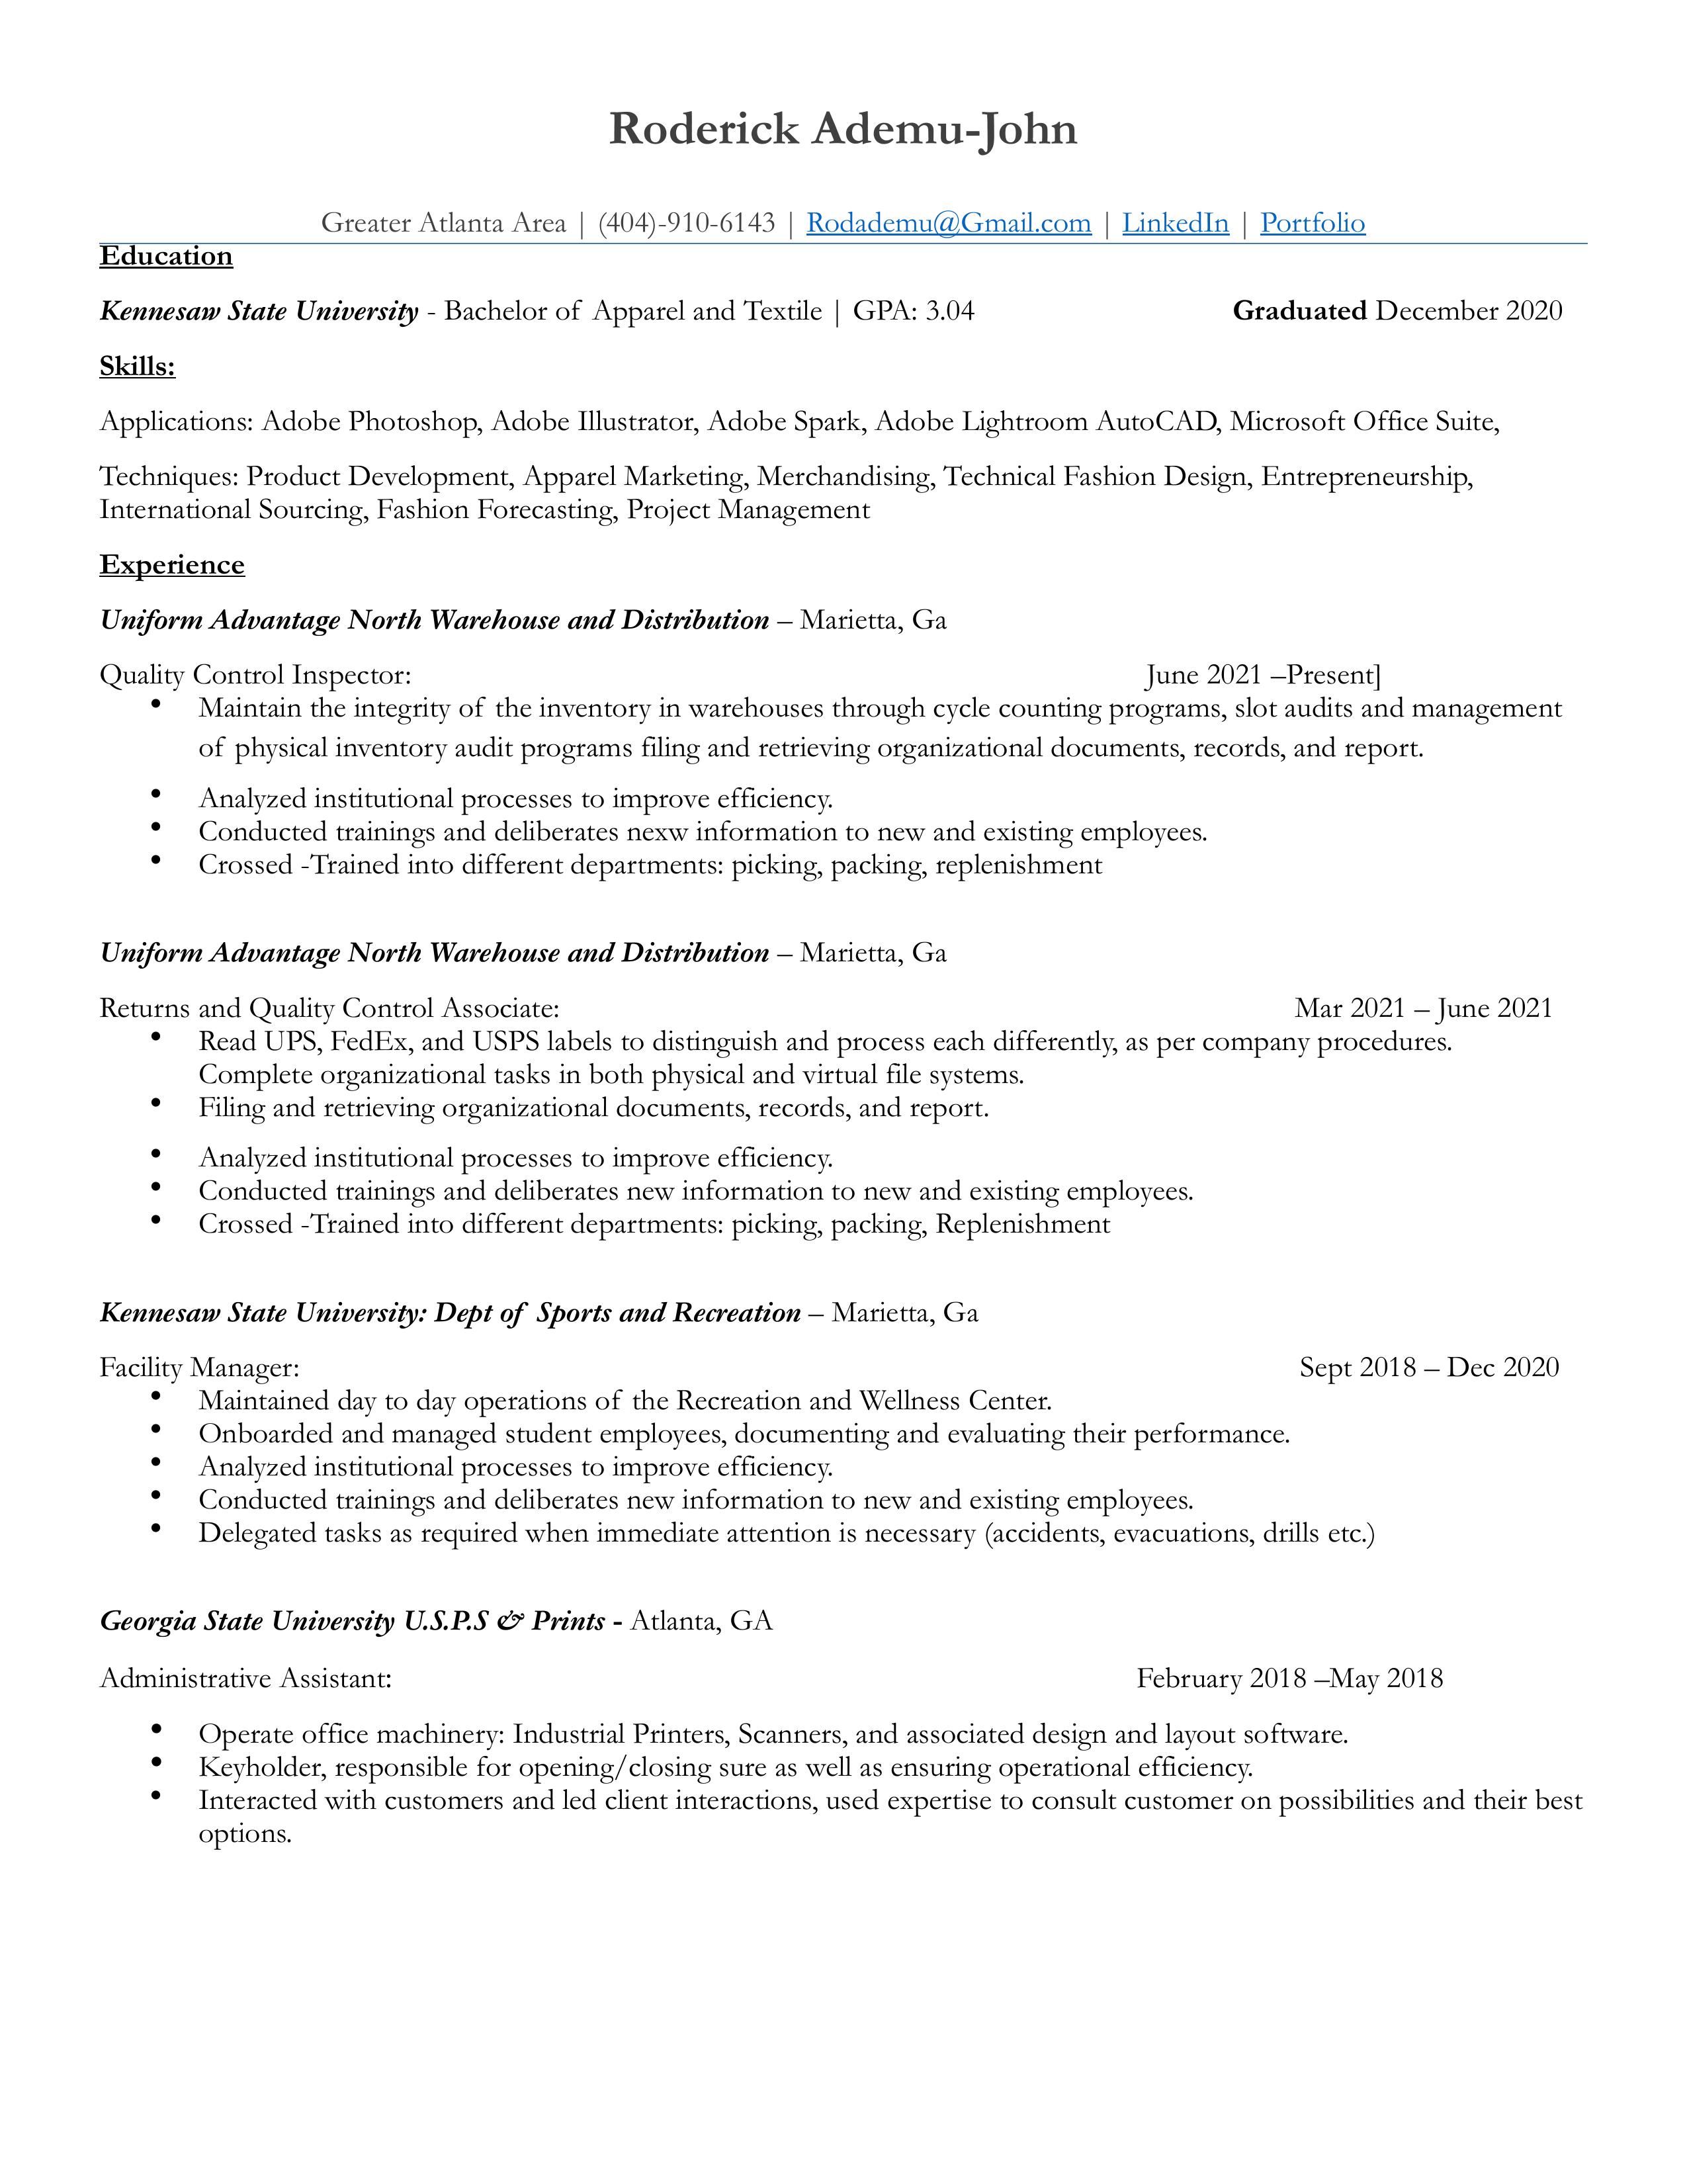 Roderick Ademu-John
Greater Atlanta Area | (404)-910-6143 | Rodademu@Gmail.com | LinkedIn | Portfolio
Education
Kennesaw State University - Bachelor of Apparel and Textile | GPA: 3.04 Graduated December 2020
Skills:
Applications: Adobe Photoshop, Adobe Illustrator, Adobe Spark, Adobe Lightroom AutoCAD, Microsoft Office Suite,
Techniques: Product Development, Apparel Marketing, Merchandising, Technical Fashion Design, Entrepreneurship,
International Sourcing, Fashion Forecasting, Project Management
Experience
Uniform Advantage North Warehouse and Distribution – Marietta, Ga
Quality Control Inspector: June 2021 –Present]
• Maintain the integrity of the inventory in warehouses through cycle counting programs, slot audits and management
of physical inventory audit programs filing and retrieving organizational documents, records, and report.
• Analyzed institutional processes to improve efficiency.
• Conducted trainings and deliberates nexw information to new and existing employees.
• Crossed -Trained into different departments: picking, packing, replenishment
Uniform Advantage North Warehouse and Distribution – Marietta, Ga
Returns and Quality Control Associate: Mar 2021 – June 2021
• Read UPS, FedEx, and USPS labels to distinguish and process each differently, as per company procedures.
Complete organizational tasks in both physical and virtual file systems.
• Filing and retrieving organizational documents, records, and report.
• Analyzed institutional processes to improve efficiency.
• Conducted trainings and deliberates new information to new and existing employees.
• Crossed -Trained into different departments: picking, packing, Replenishment
Kennesaw State University: Dept of Sports and Recreation – Marietta, Ga
Facility Manager: Sept 2018 – Dec 2020
• Maintained day to day operations of the Recreation and Wellness Center.
• Onboarded and managed student employees, documenting and evaluating their performance.
• Analyzed institutional processes to improve efficiency.
• Conducted trainings and deliberates new information to new and existing employees.
• Delegated tasks as required when immediate attention is necessary (accidents, evacuations, drills etc.)
Georgia State University U.S.P.S & Prints - Atlanta, GA
Administrative Assistant: February 2018 –May 2018
• Operate office machinery: Industrial Printers, Scanners, and associated design and layout software.
• Keyholder, responsible for opening/closing sure as well as ensuring operational efficiency.
• Interacted with customers and led client interactions, used expertise to consult customer on possibilities and their best
options.